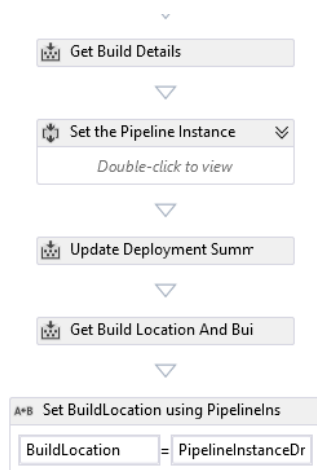 Get Build Details
Set the Pipeline Instance
Double-click to view
Update Deployment Summ
Get Build Location And Bui
A+B Set BuildLocation using PipelineIns
BuildLocation = PipelineInstanceDr